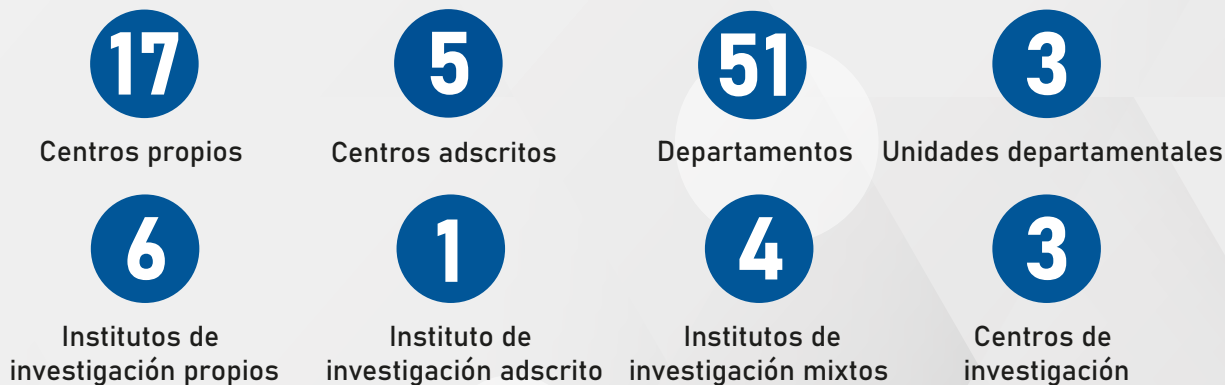 17
5
51
3
Centros propios
Centros adscritos
Departamentos
Unidades departamentales
6
1
4
3
Institutos de
investigación propios
Instituto de
investigación adscrito
Institutos de
investigación mixtos
Centros de
investigación